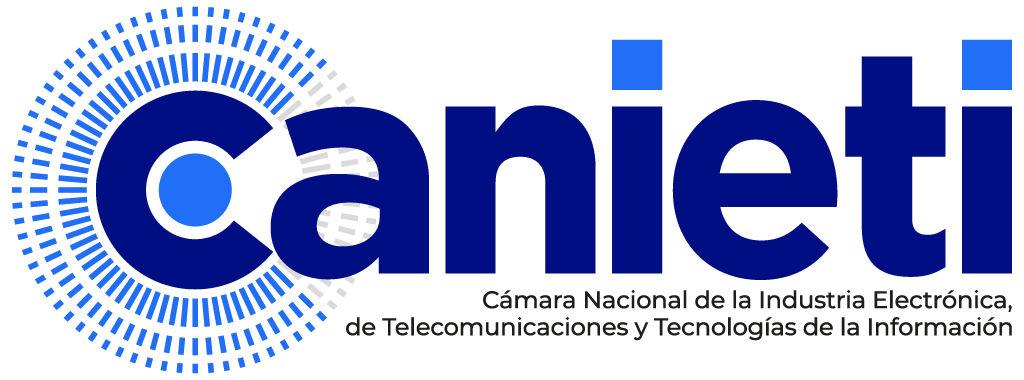 Canieti
Cámara Nacional de la Industria Electrónica,
de Telecomunicaciones y Tecnologías de la Información